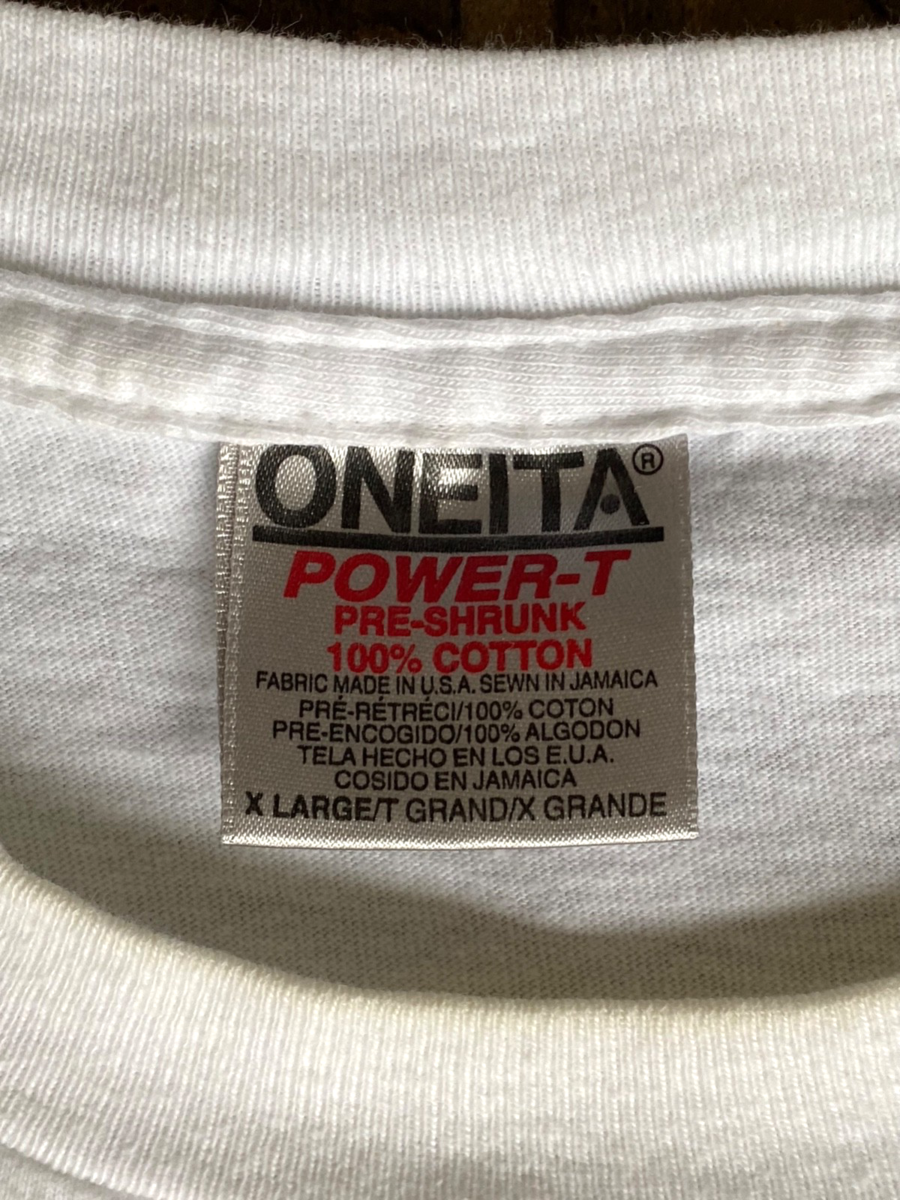 ONEITA®
POWER-T
PRE-SHRUNK
100% COTTON
FABRIC MADE IN U.S.A. SEWN IN JAMAICA
PRÉ-RÉTRÉCI/100% COTON
PRE-ENCOGIDO/100% ALGODON
TELA HECHO EN LOS E.U.A.
COSIDO EN JAMAICA
X LARGE/T GRAND/X GRANDE